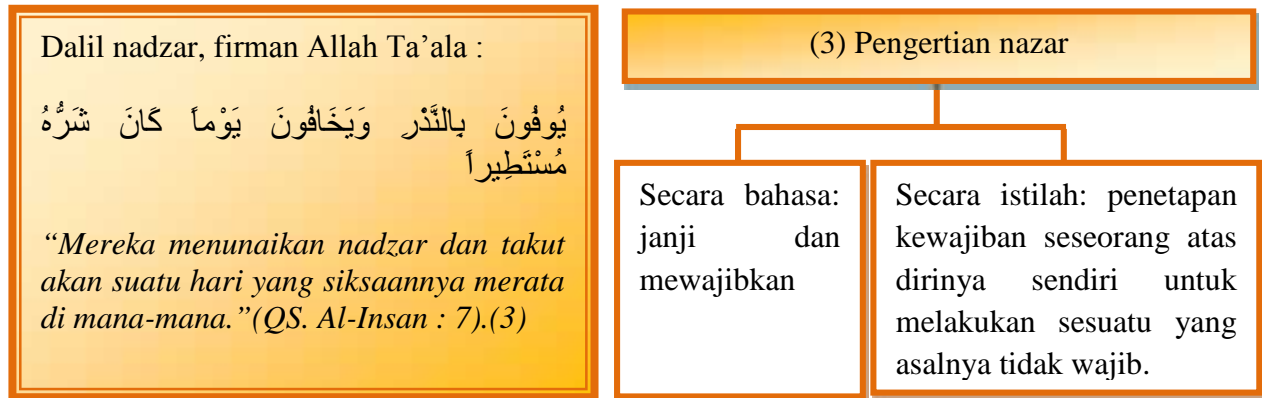 Dalil nadzar, firman Allah Ta’ala :
يُوفُونَ بِالنَّذْرِ وَيَخَافُونَ يَوْماً كَانَ شَرُّهُ
مُسْتَطِيراً
“Mereka menunaikan nadzar dan takut
akan suatu hari yang siksaannya merata
di mana-mana.”(QS. Al-Insan : 7).(3)
(3) Pengertian nazar
Secara bahasa:
janji dan
mewajibkan
Secara istilah: penetapan
kewajiban seseorang atas
dirinya sendiri untuk
melakukan sesuatu yang
asalnya tidak wajib.